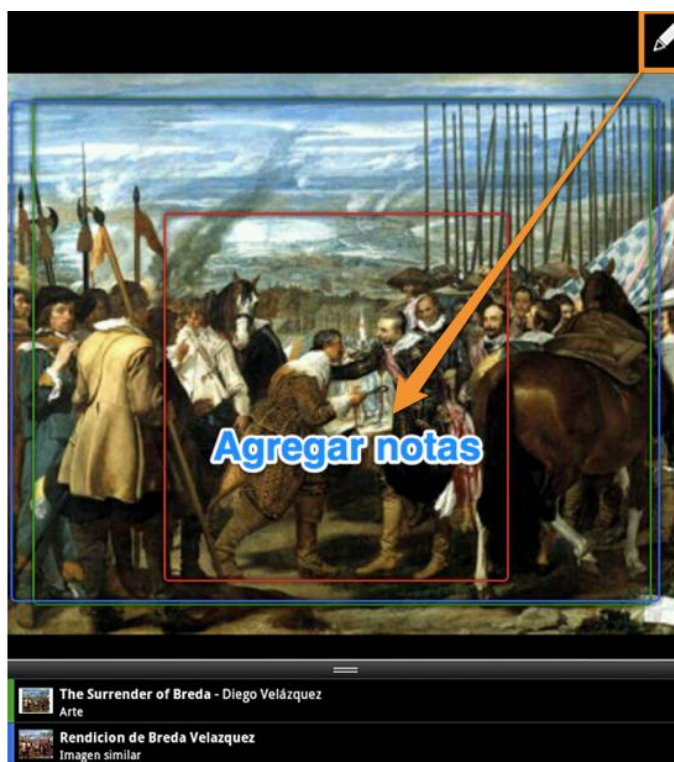 Agregar notas
The Surrender of Breda - Diego Velázquez
Arte
Rendicion de Breda Velazquez
Imagen similar